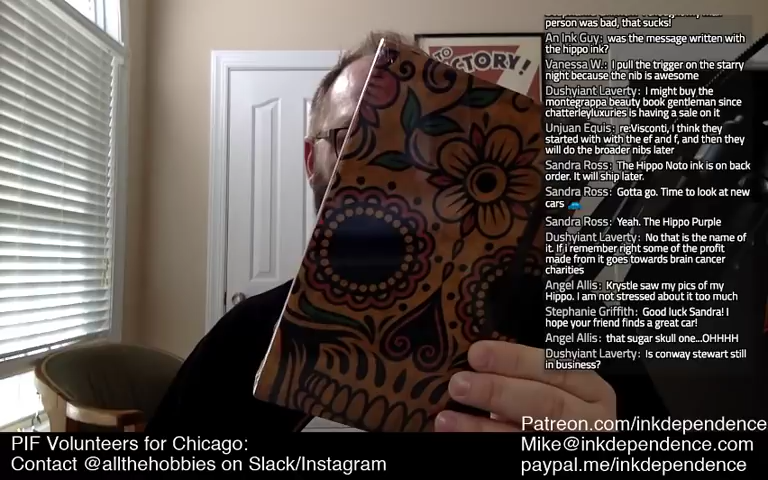 person was bad, that sucks!
An Ink Guy: was the message written with
the hippo ink?
Vanessa W.: I pull the trigger on the starry
night because the nib is awesome
Dushyiant Laverty: I might buy the
montegrappa beauty book gentleman since
chatterleyluxuries is having a sale on it
Unjuan Equis: re:Visconti, I think they
started with with the ef and f, and then they
will do the broader nibs later
Sandra Ross: The Hippo Noto ink is on back
order. It will ship later.
Sandra Ross: Gotta go. Time to look at new
cars 🚙
Sandra Ross: Yeah. The Hippo Purple
Dushyiant Laverty: No that is the name of
it. If i remember right some of the profit
made from it goes towards brain cancer
charities
Angel Allis: Krystle saw my pics of my
Hippo. I am not stressed about it too much
Stephanie Griffith: Good luck Sandra! I
hope your friend finds a great car!
Angel Allis: that sugar skull one...OHHHH
Dushyiant Laverty: Is conway stewart still
in business?
TO
CTORY!
PIF Volunteers for Chicago:
Contact @allthehobbies on Slack/Instagram
Patreon.com/inkdependence
Mike@inkdependence.com
paypal.me/inkdependence